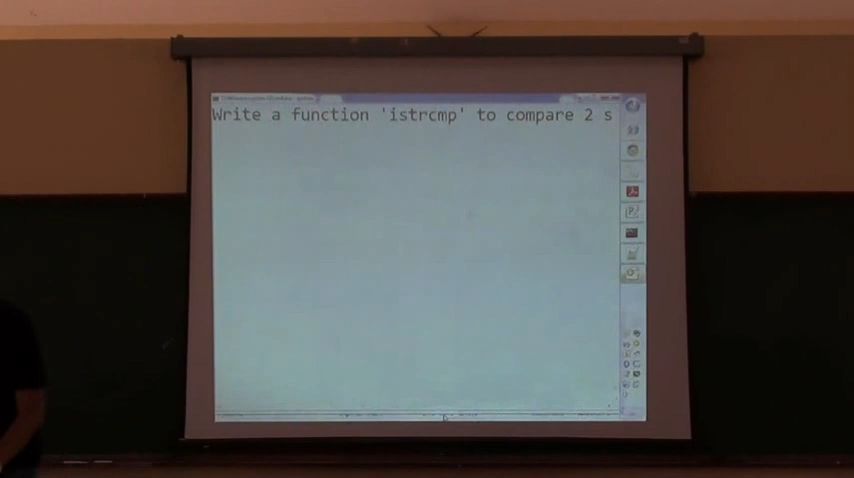 Write a function 'istrcmp' to compare 2 s